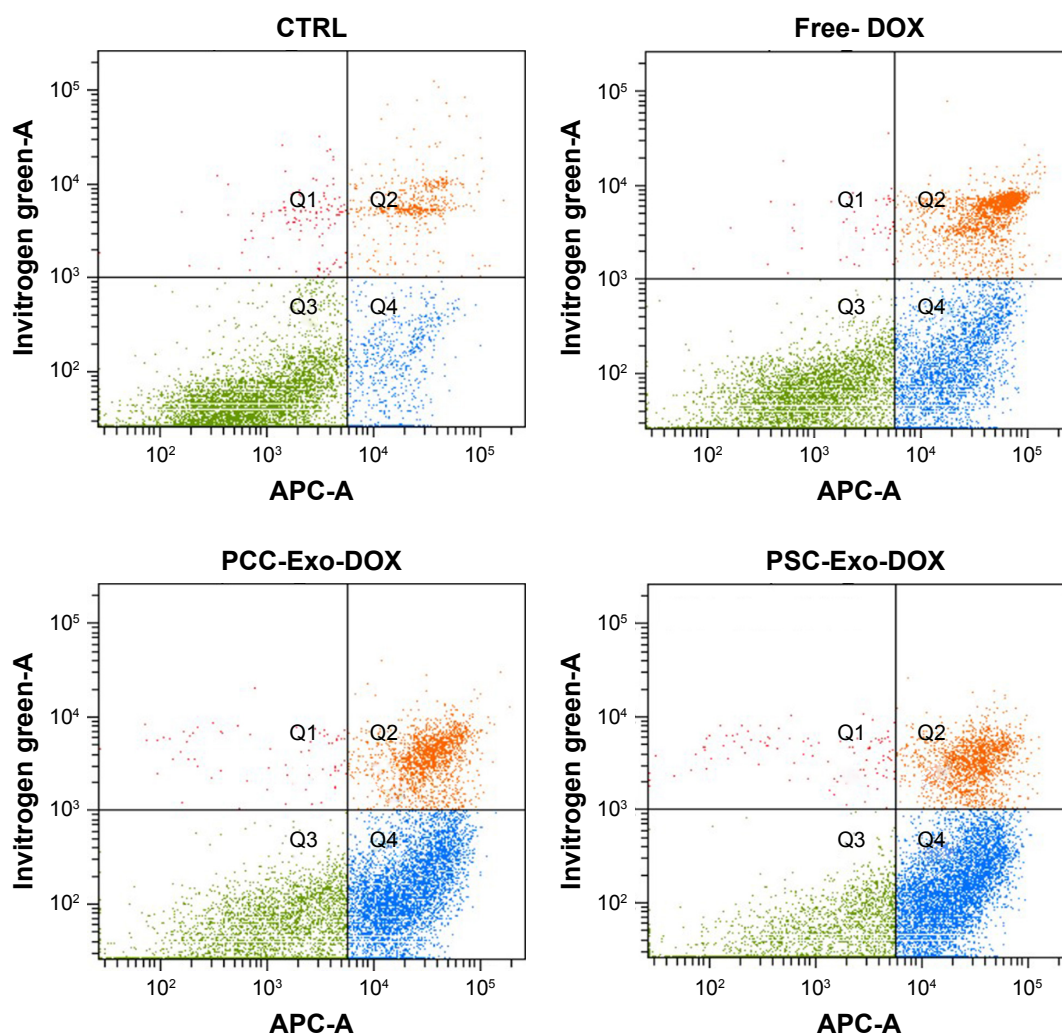 CTRL
Invitrogen green-A
10⁵
10⁴
10³
10²
Q1
Q2
Q3
Q4
10² 10³ 10⁴ 10⁵
APC-A
Free- DOX
Invitrogen green-A
10⁵
10⁴
10³
10²
Q1
Q2
Q3
Q4
10² 10³ 10⁴ 10⁵
APC-A
PCC-Exo-DOX
Invitrogen green-A
10⁵
10⁴
10³
10²
Q1
Q2
Q3
Q4
10² 10³ 10⁴ 10⁵
APC-A
PSC-Exo-DOX
Invitrogen green-A
10⁵
10⁴
10³
10²
Q1
Q2
Q3
Q4
10² 10³ 10⁴ 10⁵
APC-A